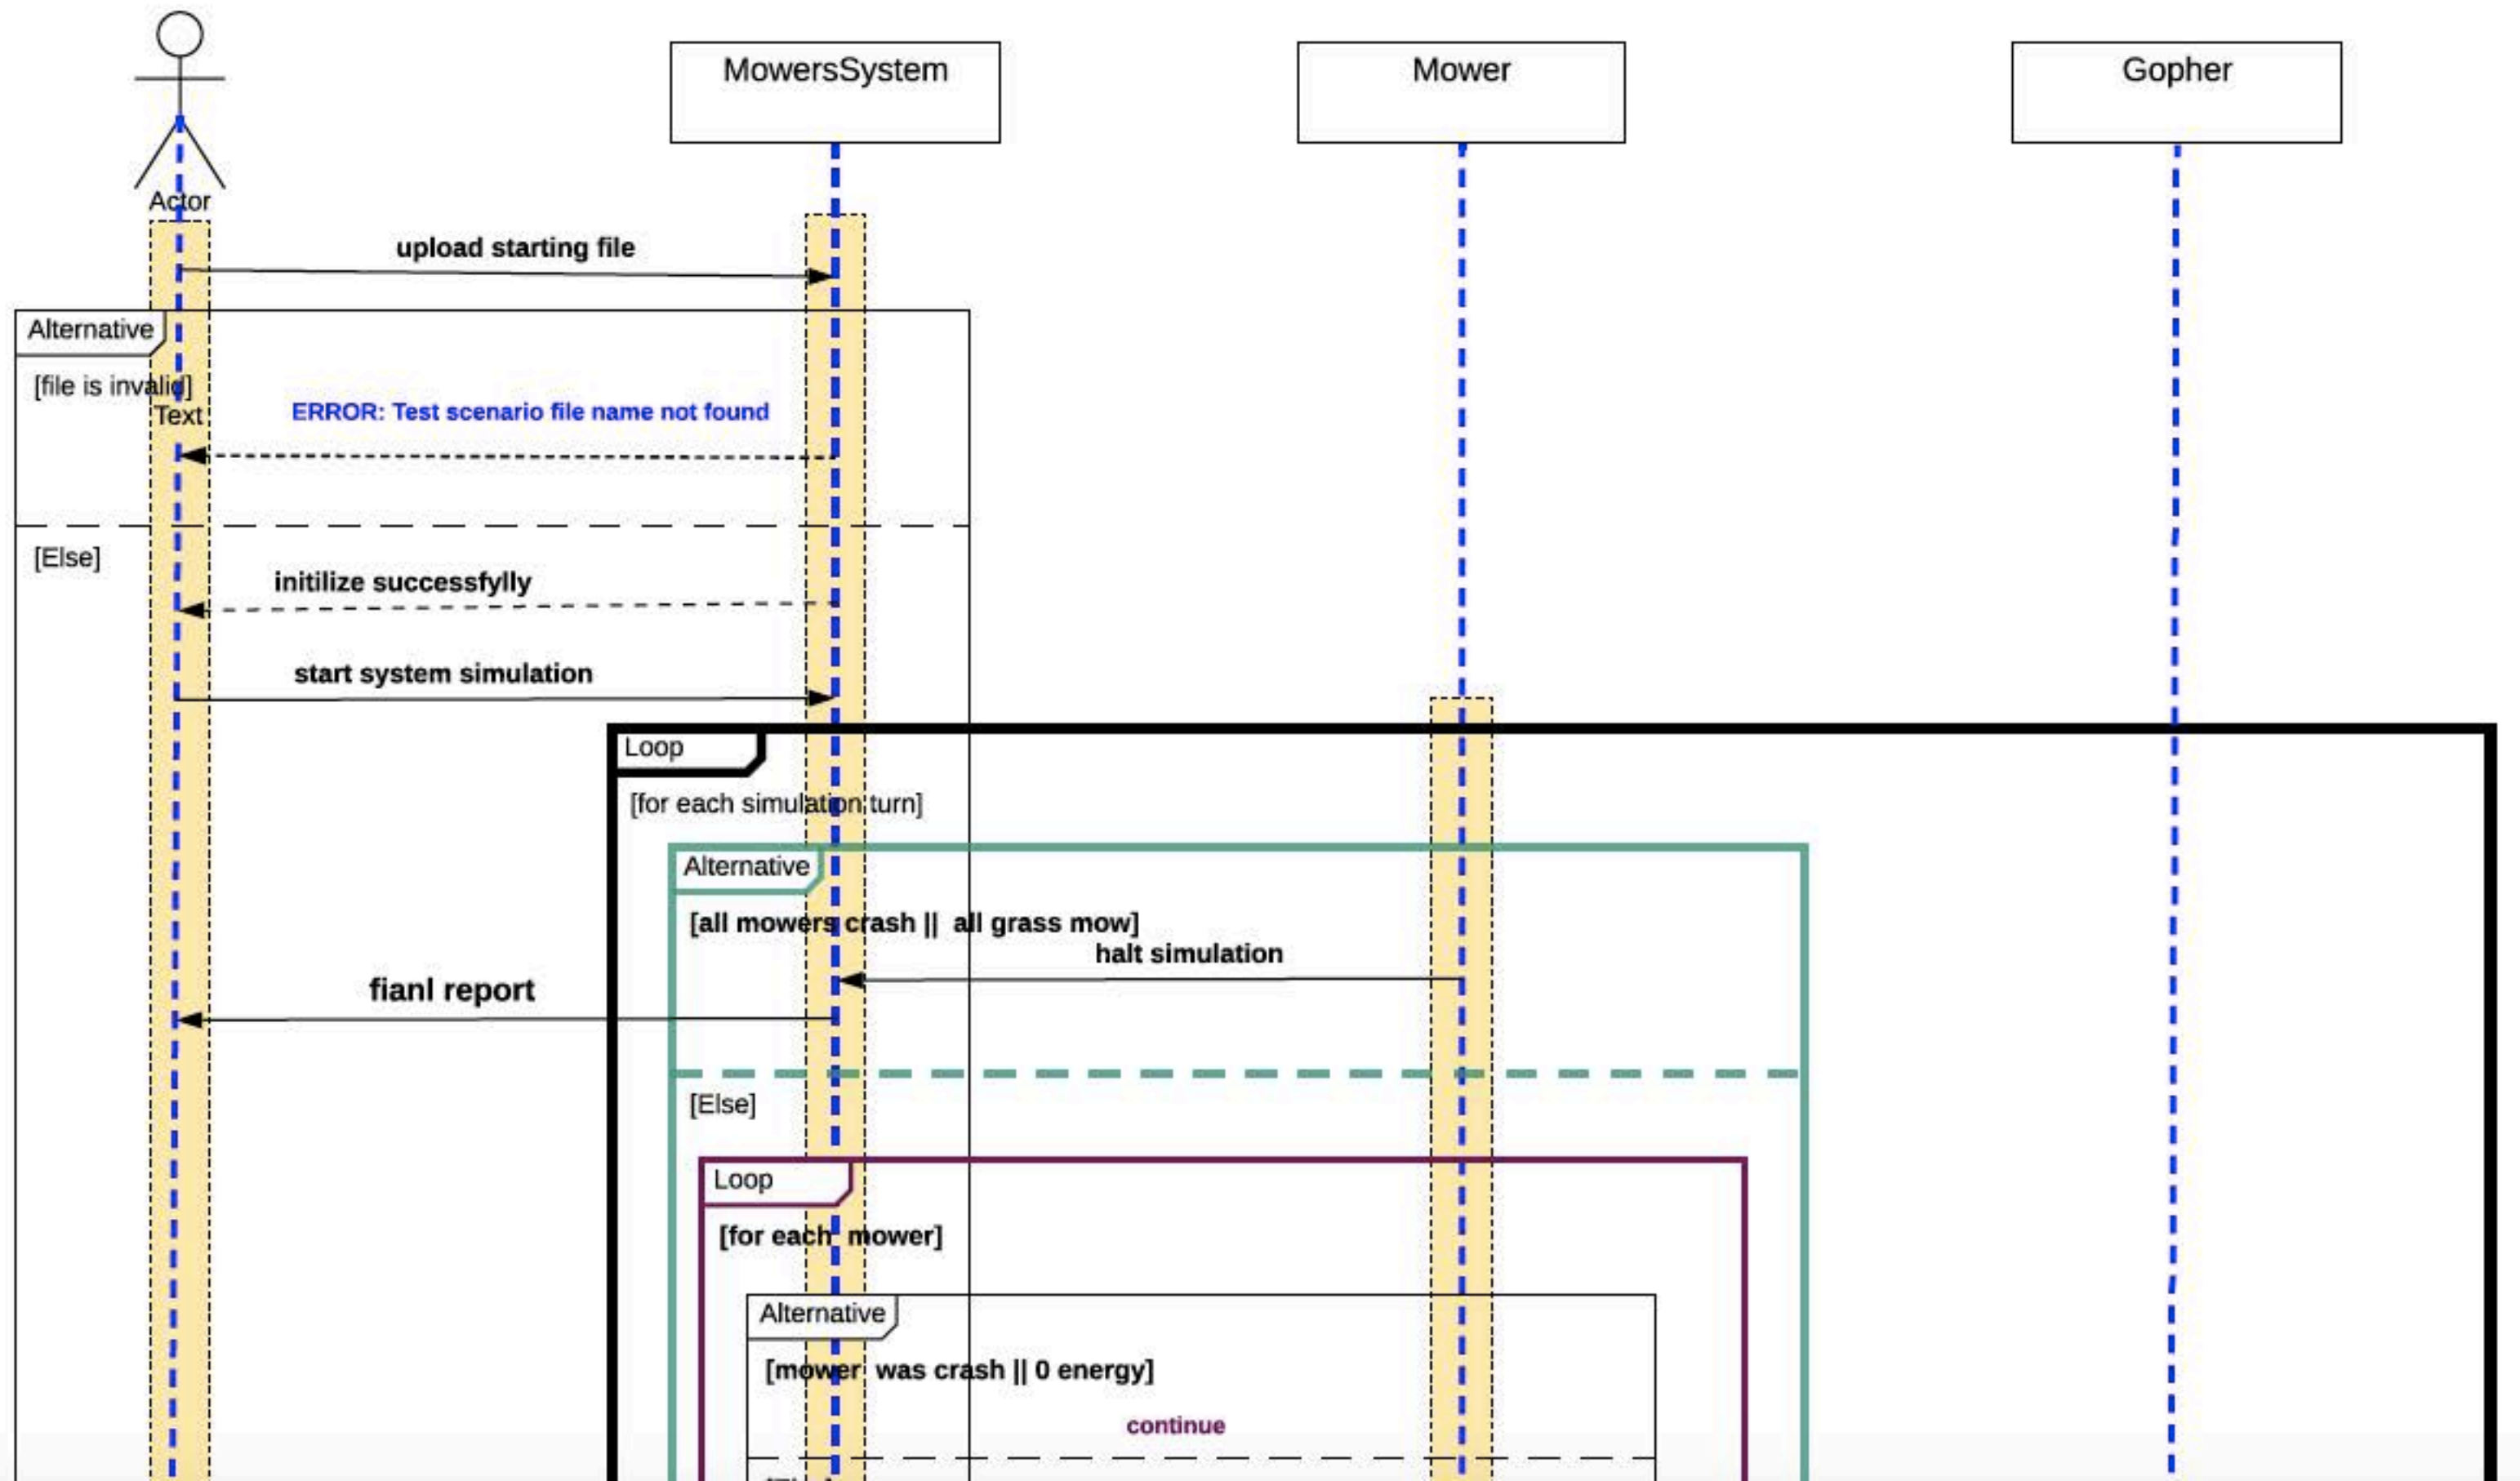 MowersSystem
Mower
Gopher
Actor
upload starting file
Alternative
[file is invalid]
Text
ERROR: Test scenario file name not found
[Else]
initilize successfylly
start system simulation
Loop
[for each simulation turn]
Alternative
[all mowers crash ||  all grass mow]
halt simulation
fianl report
[Else]
Loop
[for each  mower]
Alternative
[mower  was crash || 0 energy]
continue